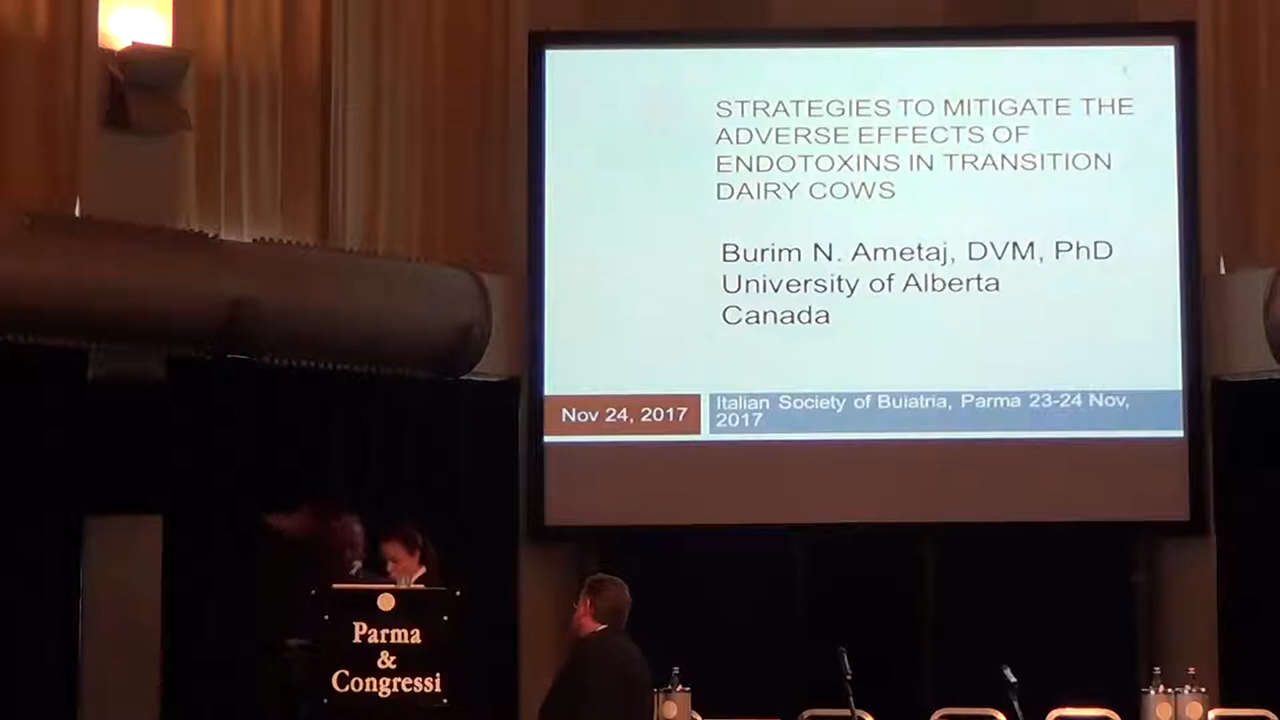 STRATEGIES TO MITIGATE THE
ADVERSE EFFECTS OF
ENDOTOXINS IN TRANSITION
DAIRY COWS
Burim N. Ametaj, DVM, PhD
University of Alberta
Canada
Nov 24, 2017
Italian Society of Buiatria, Parma 23-24 Nov,
2017
Parma
&
Congressi